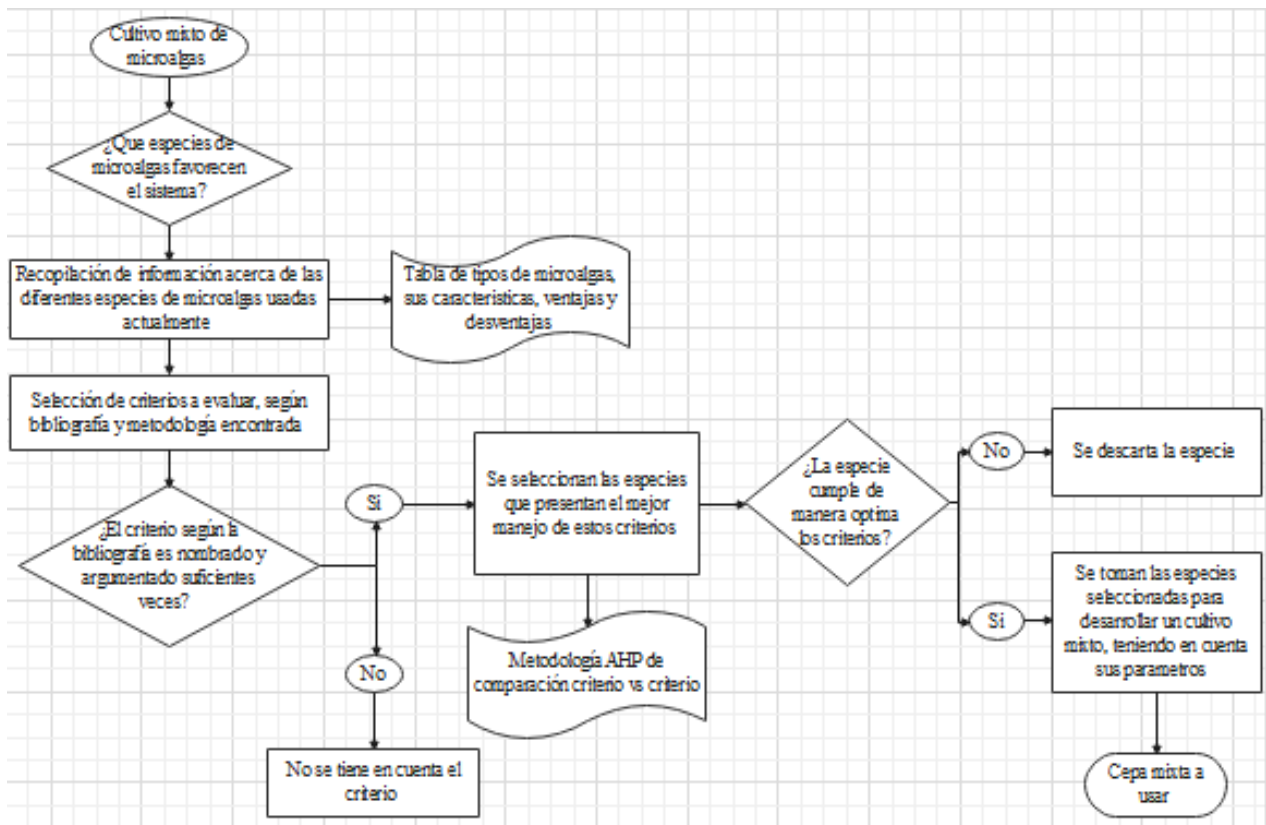 Cultivo mixto de
microalgas
¿Que especies de
microalgas favorecen
el sistema?
Recopilación de información acerca de las
diferentes especies de microalgas usadas
actualmente
Tabla de tipos de microalgas,
sus caracteristicas, ventajas y
desventajas
Selección de criterios a evaluar, según
bibliografía y metodología encontrada
¿El criterio según la
bibliografía es nombrado y
argumentado suficientes
veces?
Si
No
No se tiene en cuenta el
criterio
Se seleccionan las especies
que presentan el mejor
manejo de estos criterios
Metodología AHP de
comparación criterio vs criterio
¿La especie
cumple de
manera optima
los criterios?
No
Se descarta la especie
Si
Se toman las especies
seleccionadas para
desarrollar un cultivo
mixto, teniendo en cuenta
sus parametros
Cepa mixta a
usar